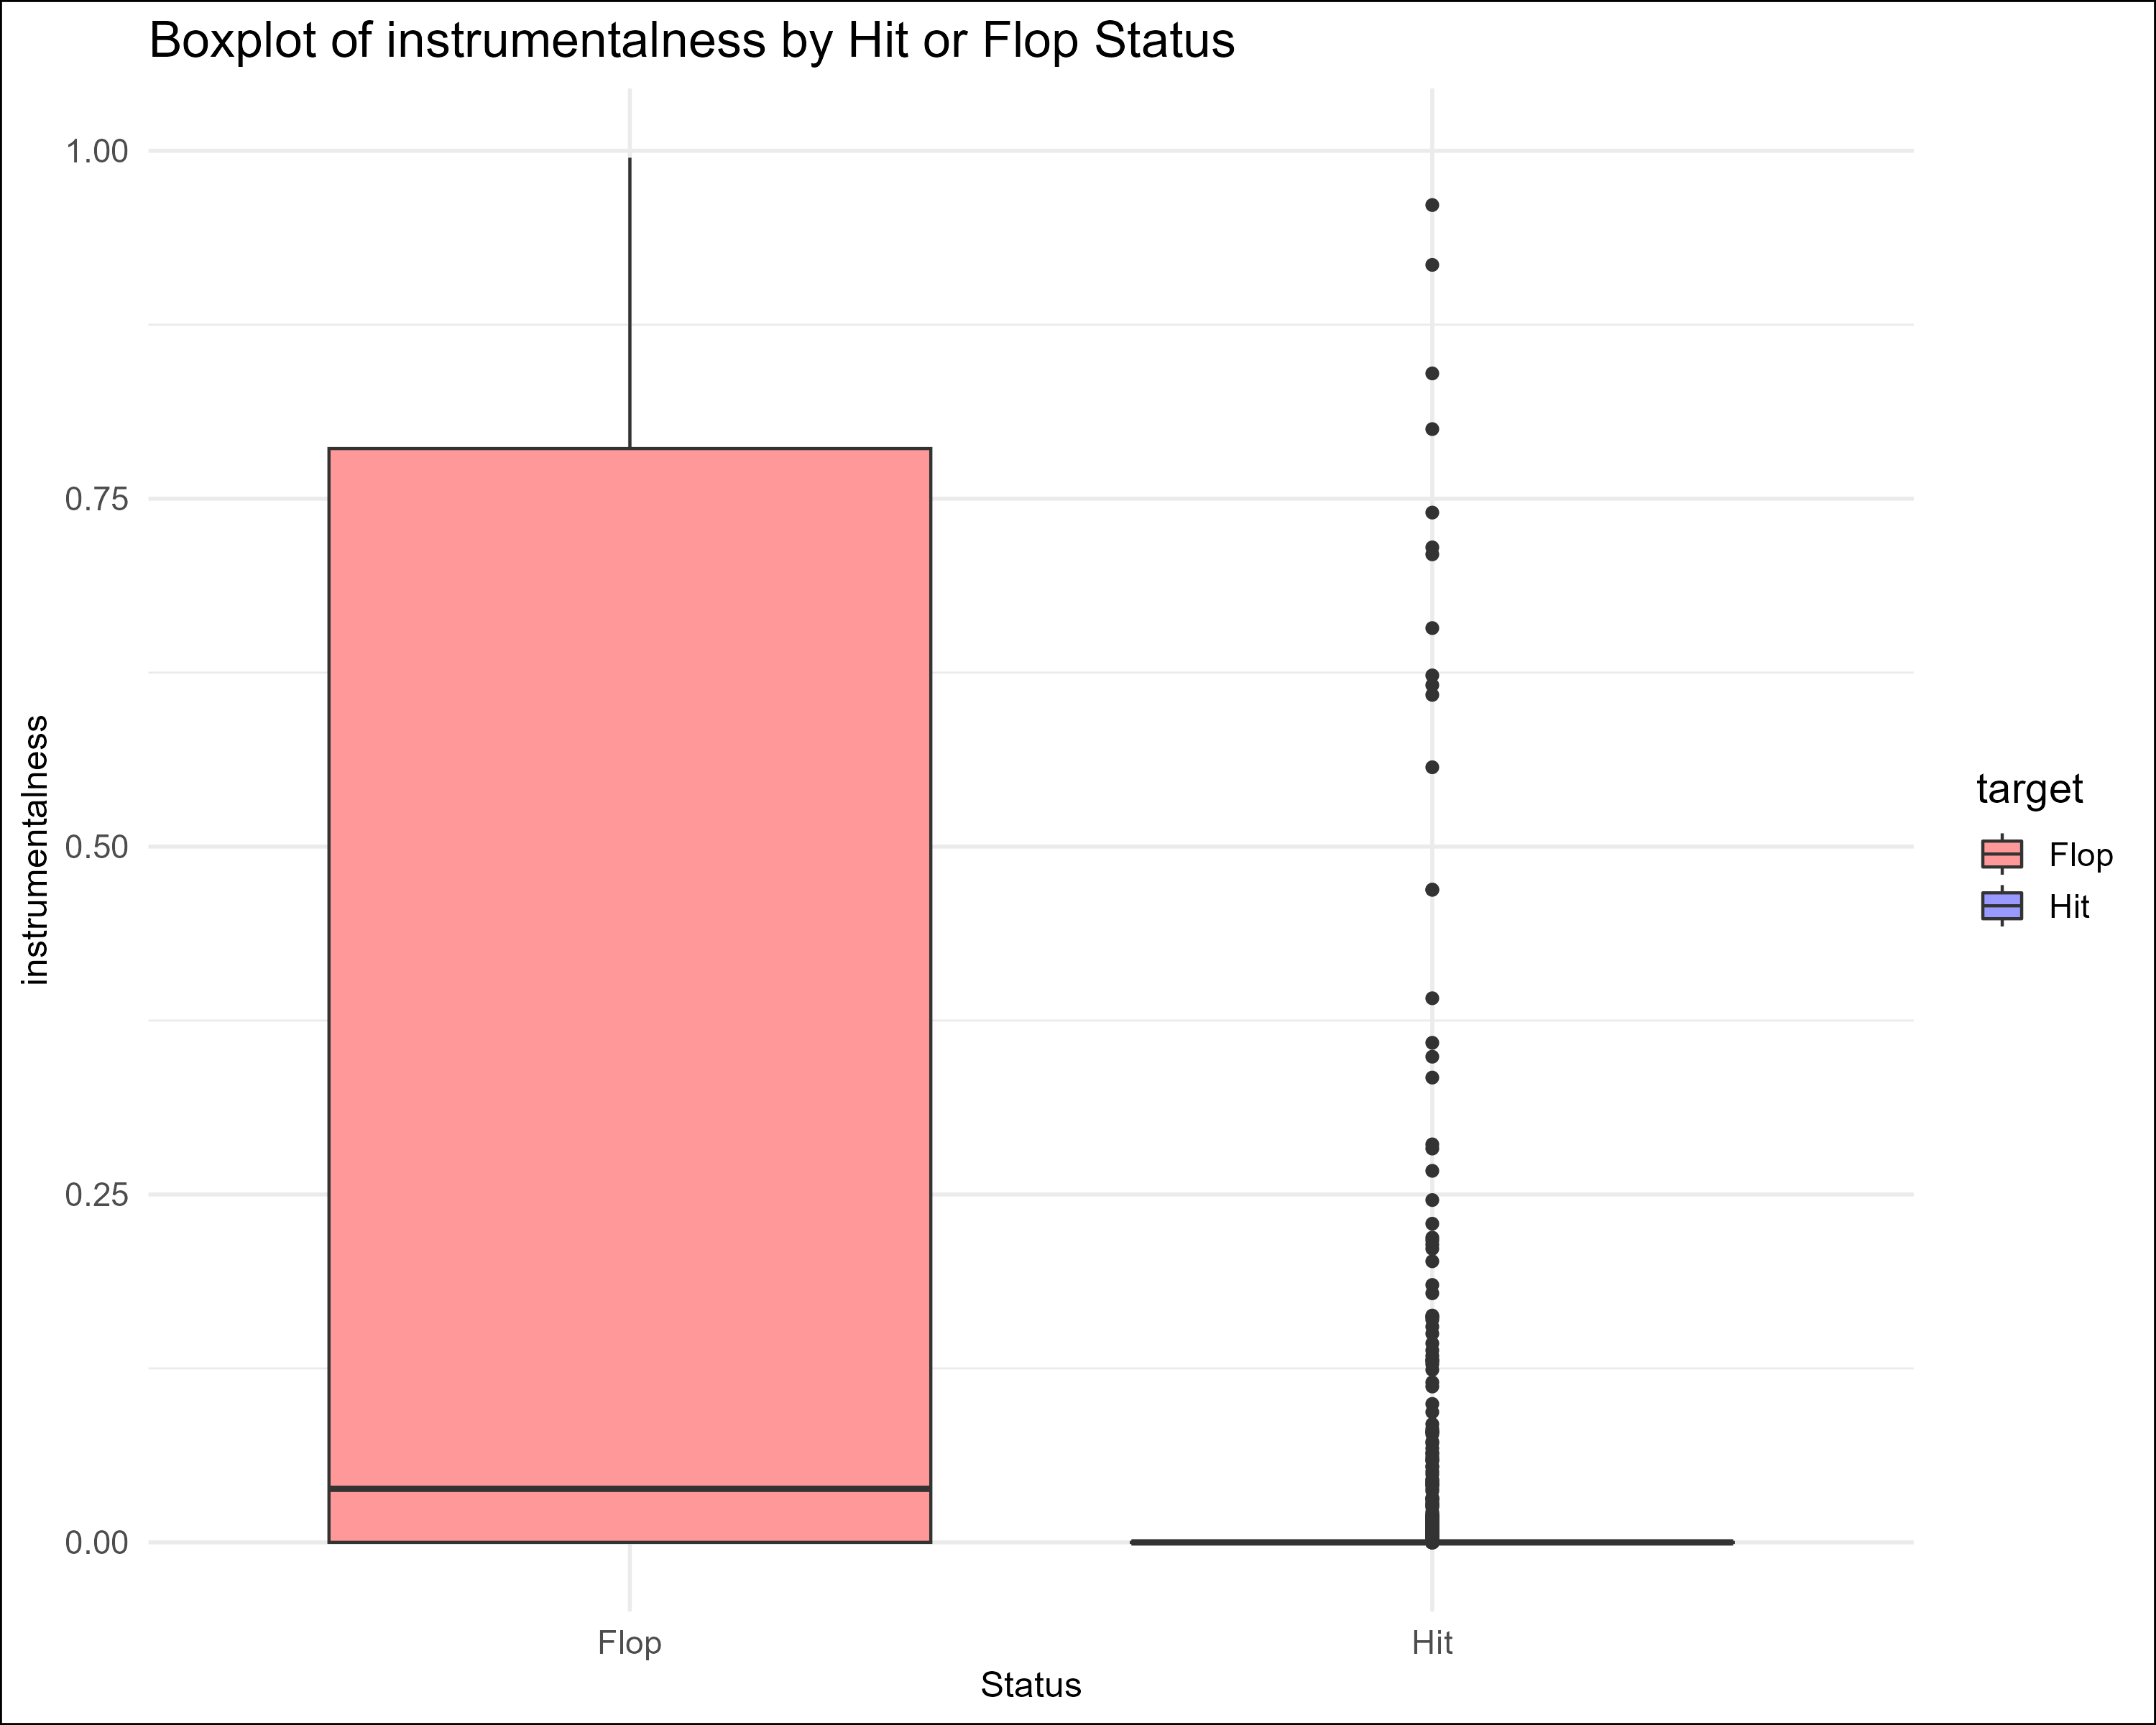 Boxplot of instrumentalness by Hit or Flop Status
1.00
0.75
0.50
0.25
0.00
instrumentalness
Flop
Hit
Status
target
Flop
Hit